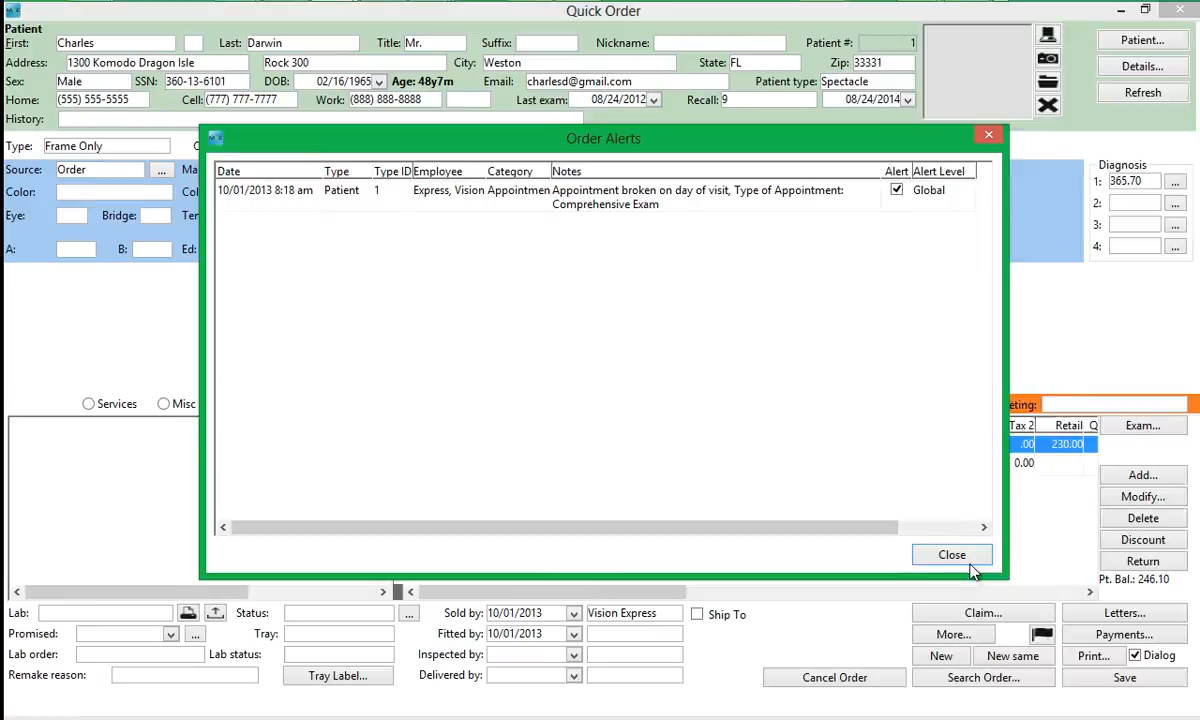 Quick Order
Patient
First: Charles Last: Darwin Title: Mr. Suffix: Nickname: Patient #: 1 Patient...
Address: 1300 Komodo Dragon Isle Rock 300 City: Weston State: FL Zip: 33331 Details...
Sex: Male SSN: 360-13-6101 DOB: 02/16/1965 Age: 48y7m Email: charlesd@gmail.com Patient type: Spectacle
Home: (555) 555-5555 Cell: (777) 777-7777 Work: (888) 888-8888 Last exam: 08/24/2012 Recall: 9 08/24/2014 Refresh
History:
Order Alerts
Type: Frame Only
Source: Order ... Ma
Color: Co
Eye: Bridge: Ten
A: B: Ed:
Date Type Type ID Employee Category Notes Alert Alert Level
10/01/2013 8:18 am Patient 1 Express, Vision Appointmen Appointment broken on day of visit, Type of Appointment: Global
Comprehensive Exam
Close
Diagnosis
1: 365.70 ...
2: ...
3: ...
4: ...
Services Misc
eting:
Tax 2 Retail Q Exam...
.00 230.00
0.00
Add...
Modify...
Delete
Discount
Return
Pt. Bal.: 246.10
Lab: Status: ... Sold by: 10/01/2013 Vision Express Ship To Claim... Letters...
Promised: ... Tray: Fitted by: 10/01/2013 More... Payments...
Lab order: Lab status: Inspected by: New New same Print... Dialog
Remake reason: Tray Label... Delivered by: Cancel Order Search Order... Save